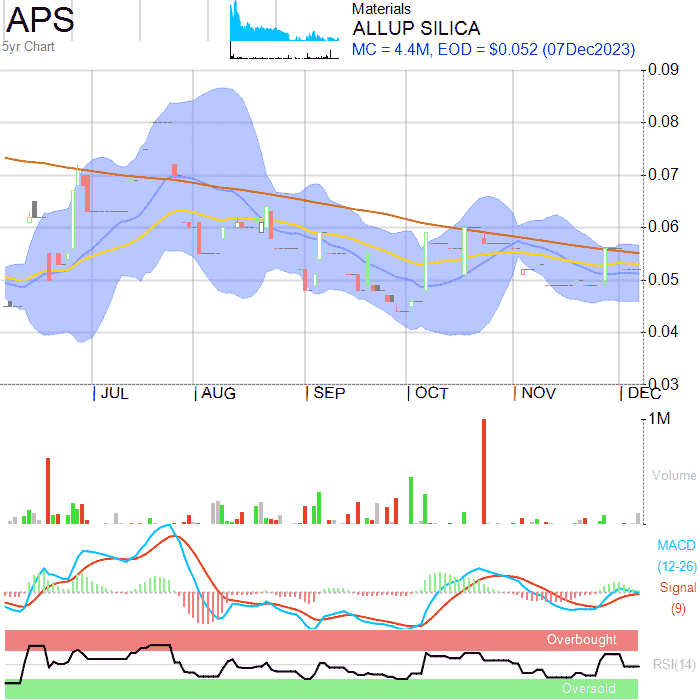 APS
5yr Chart
Materials
ALLUP SILICA
MC = 4.4M, EOD = $0.052 (07Dec2023)
0.09
0.08
0.07
0.06
0.05
0.04
0.03
JUL AUG SEP OCT NOV DEC
1M
Volume
MACD
(12-26)
Signal
(9)
Overbought
RSI(14)
Oversold